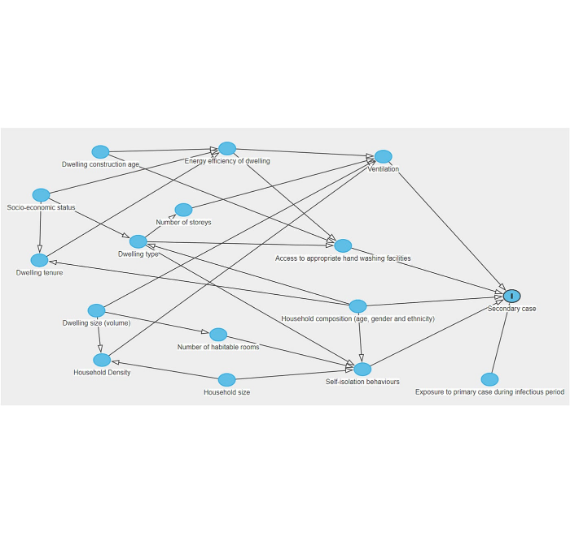 Dwelling construction age
Energy efficiency of dwelling
Ventilation
Socio-economic status
Number of storeys
Dwelling type
Access to appropriate hand washing facilities
Dwelling tenure
Secondary case
Dwelling size (volume)
Household composition (age, gender and ethnicity)
Number of habitable rooms
Household Density
Self-isolation behaviours
Household size
Exposure to primary case during infectious period